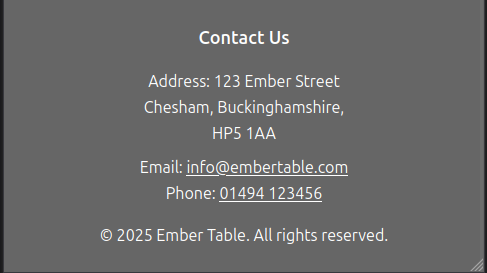 Contact Us
Address: 123 Ember Street
Chesham, Buckinghamshire,
HP5 1AA
Email: info@embertable.com
Phone: 01494 123456
© 2025 Ember Table. All rights reserved.